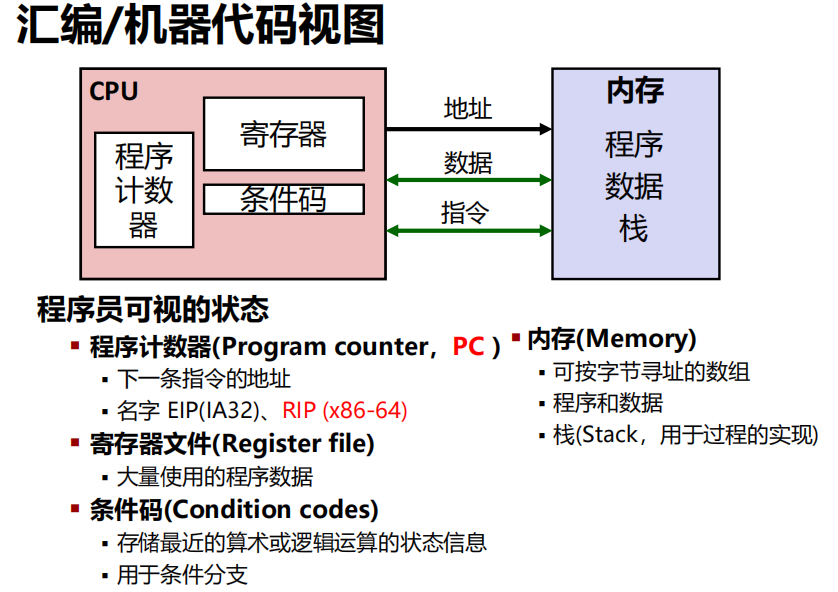 汇编/机器代码视图
CPU
程序
计数
器
寄存器
条件码
地址
数据
指令
内存
程序
数据
栈
程序员可视的状态
▪ 程序计数器(Program counter，PC )
▪ 下一条指令的地址
▪ 名字 EIP(IA32)、RIP (x86-64)
▪ 寄存器文件(Register file)
▪ 大量使用的程序数据
▪ 条件码(Condition codes)
▪ 存储最近的算术或逻辑运算的状态信息
▪ 用于条件分支
▪ 内存(Memory)
▪ 可按字节寻址的数组
▪ 程序和数据
▪ 栈(Stack，用于过程的实现)